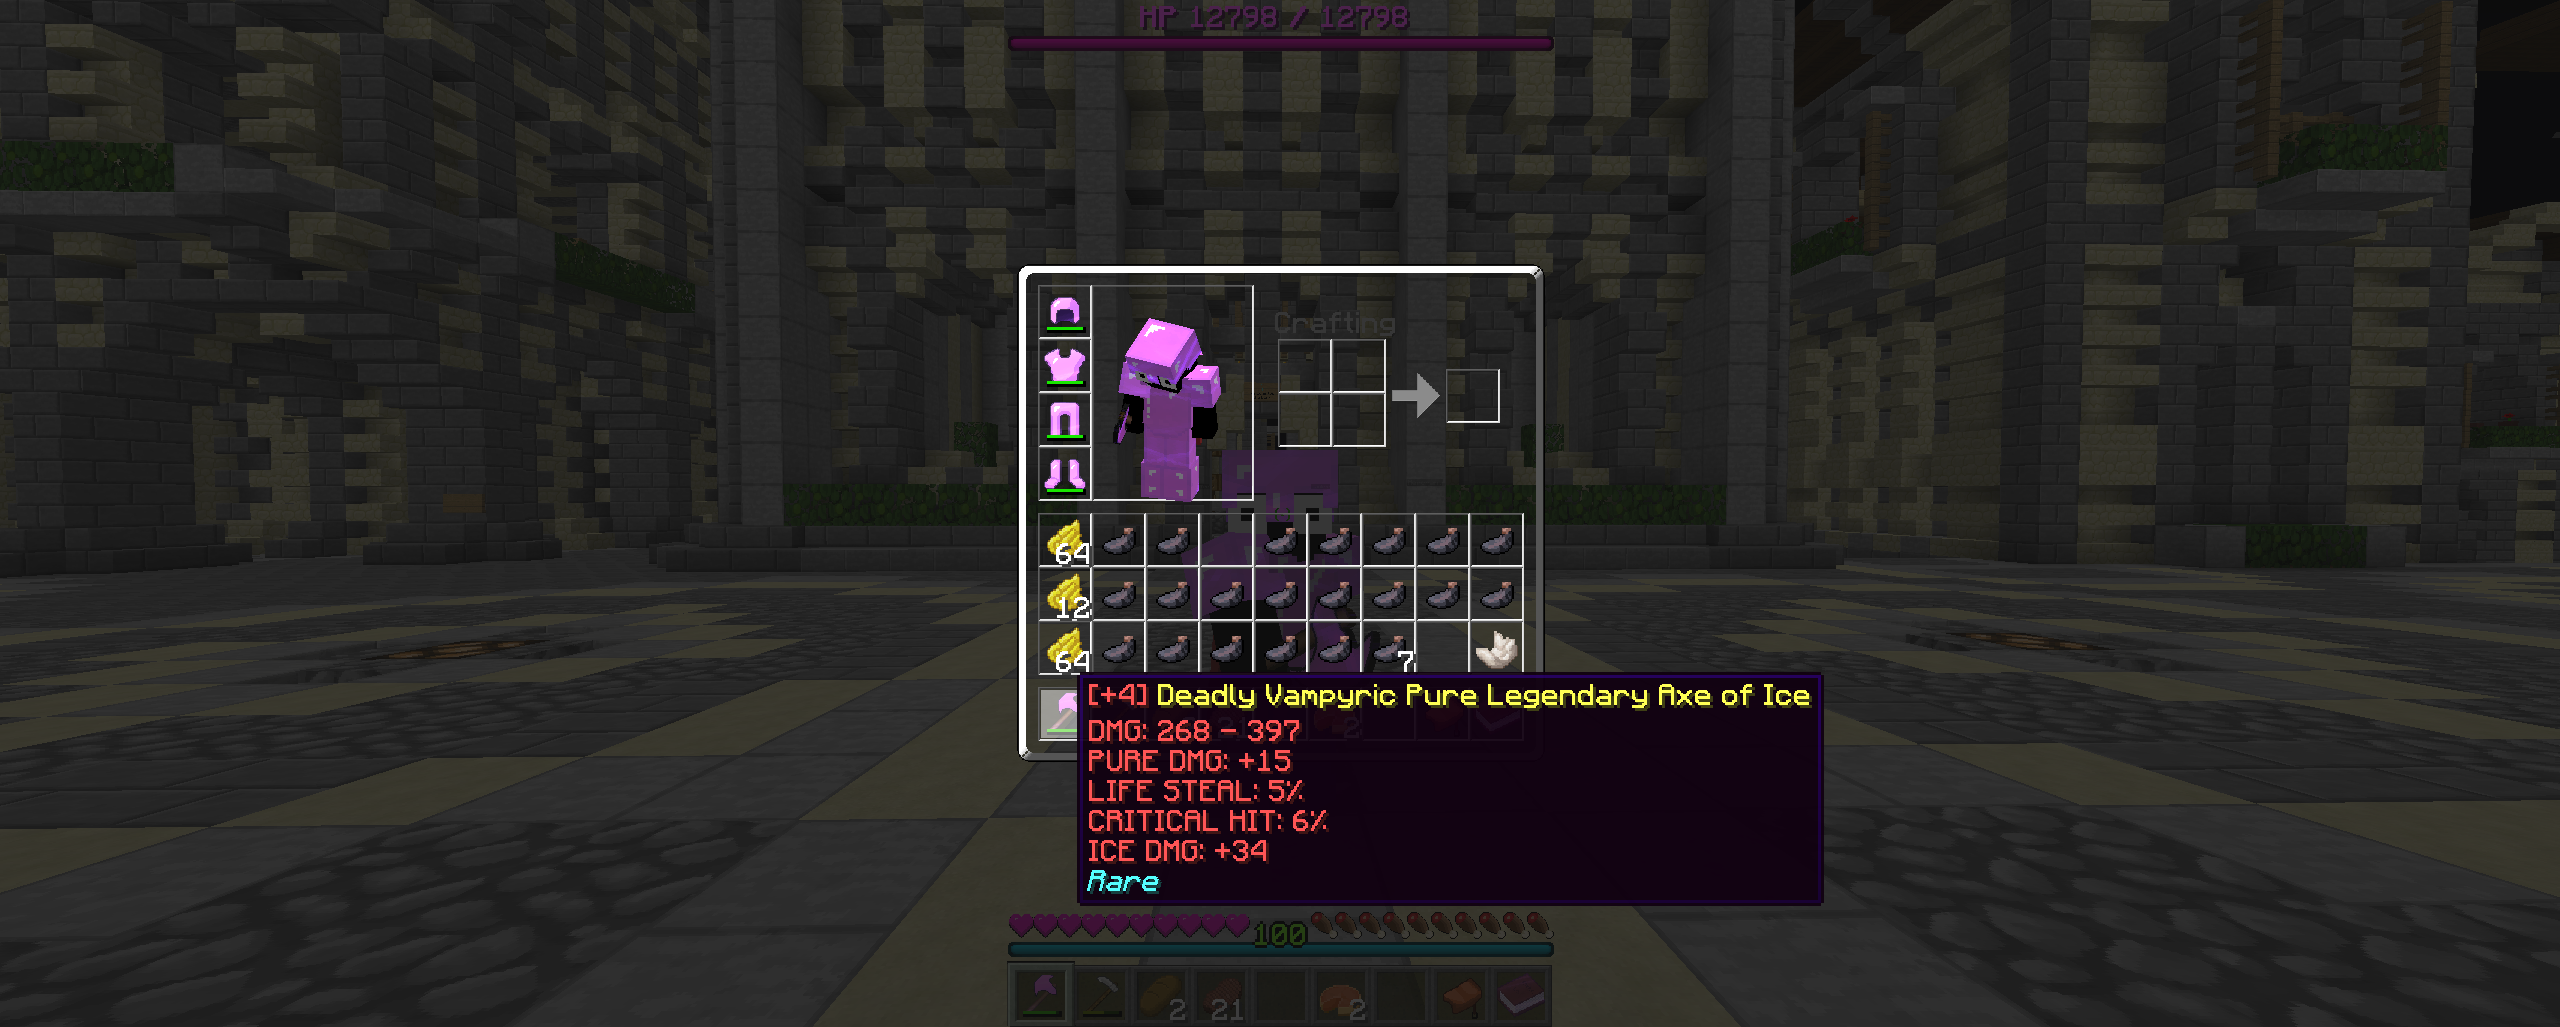 HP 12798 / 12798
Crafting
64
12
64
7
[+4] Deadly Vampyric Pure Legendary Axe of Ice
DMG: 268 - 397
PURE DMG: +15
LIFE STEAL: 5%
CRITICAL HIT: 6%
ICE DMG: +34
Rare
100
2
21
2